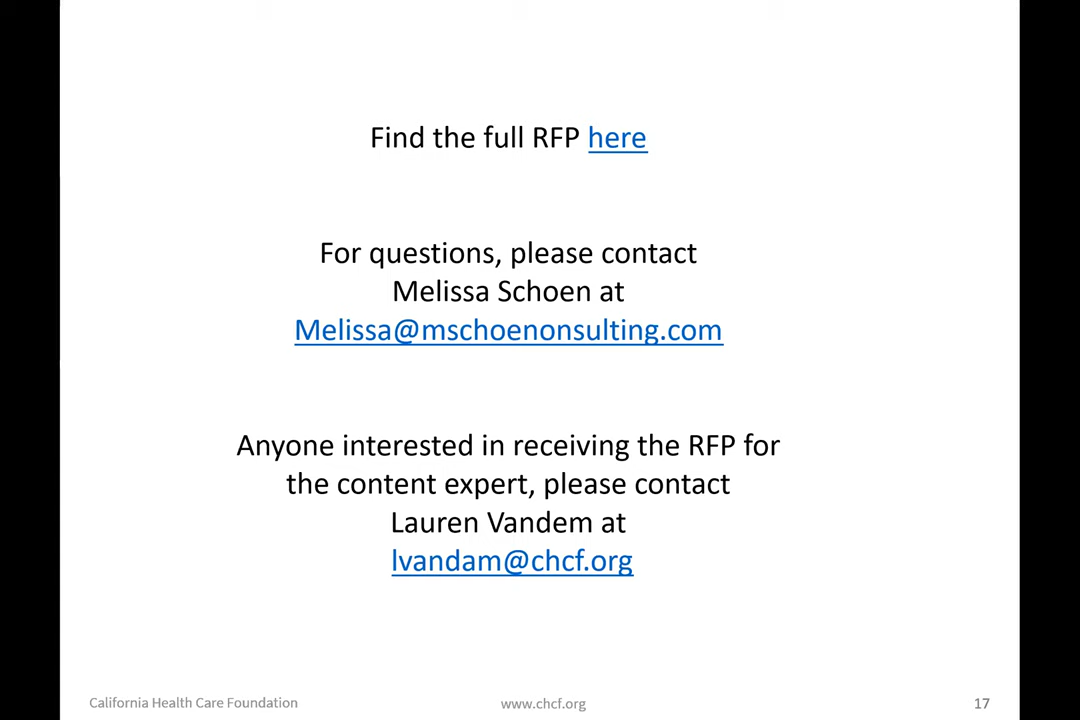 Find the full RFP here
For questions, please contact
Melissa Schoen at
Melissa@mschoenonsulting.com
Anyone interested in receiving the RFP for
the content expert, please contact
Lauren Vandem at
lvandam@chcf.org
California Health Care Foundation
www.chcf.org
17